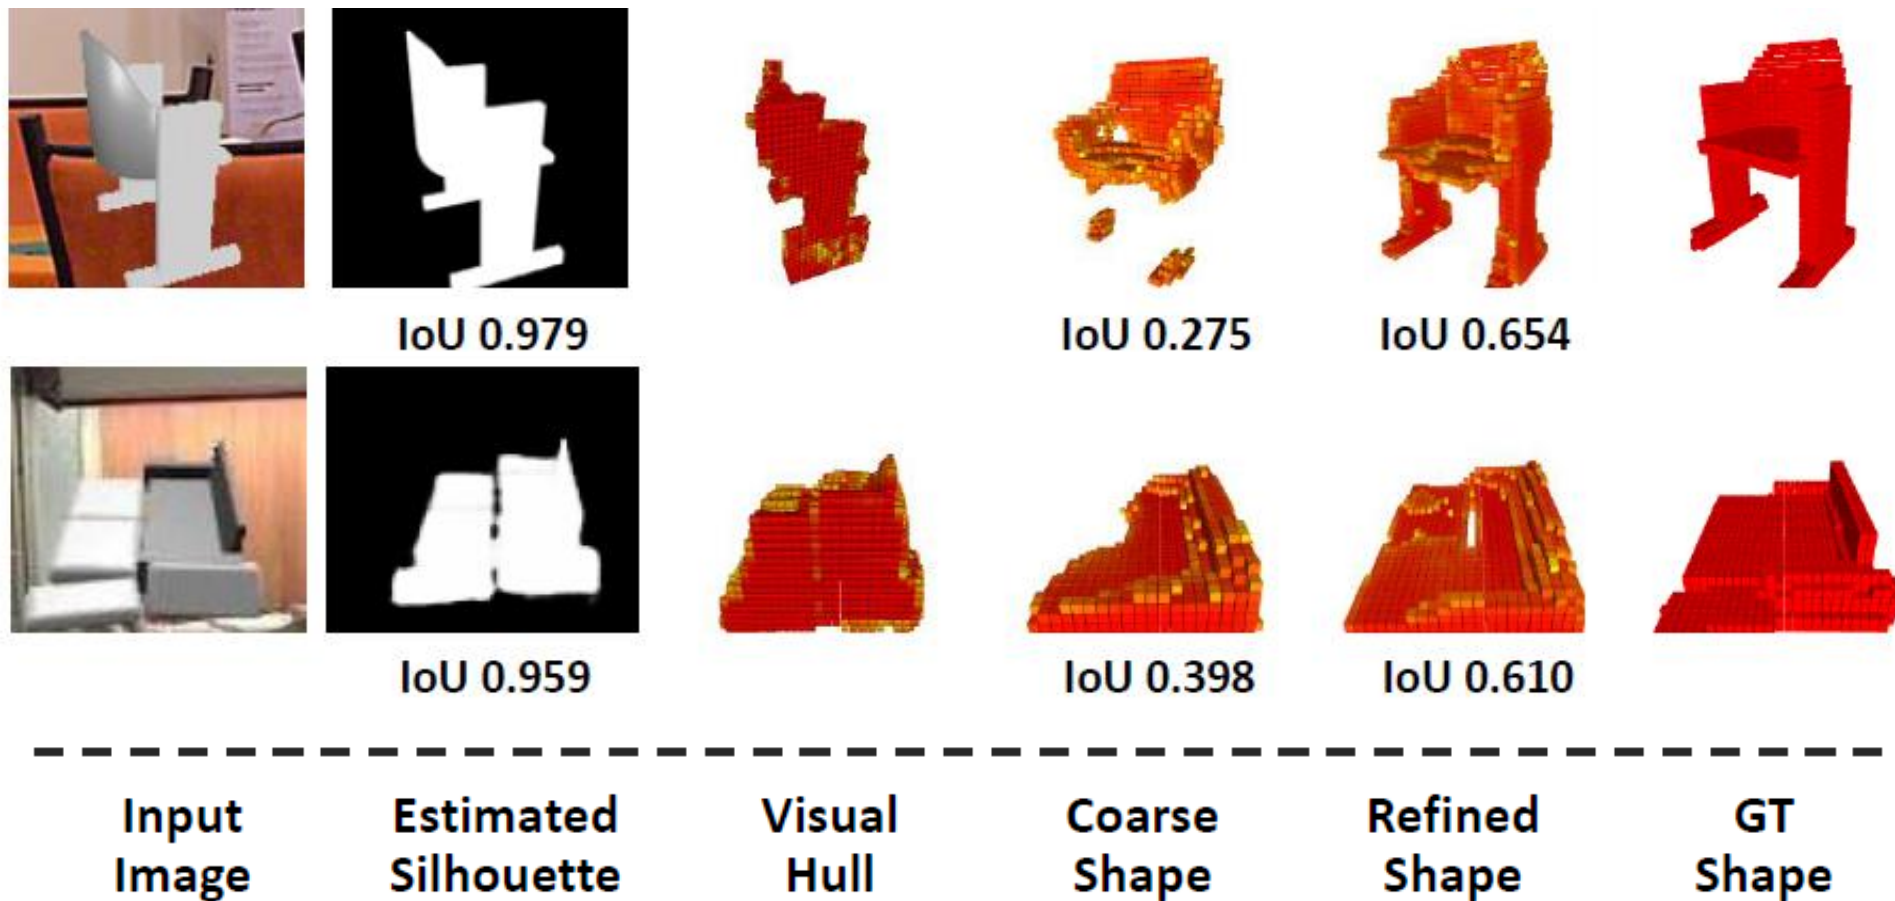 IoU 0.979
IoU 0.275
IoU 0.654
IoU 0.959
IoU 0.398
IoU 0.610
Input Image
Estimated Silhouette
Visual Hull
Coarse Shape
Refined Shape
GT Shape